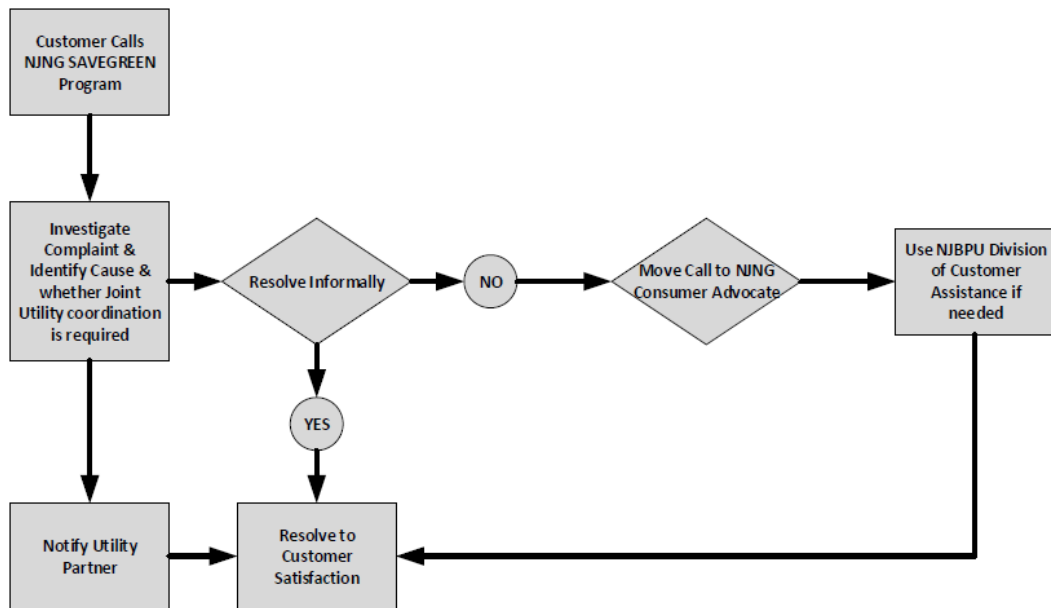 Customer Calls
NJNG SAVEGREEN
Program
Investigate
Complaint &
Identify Cause &
whether Joint
Utility coordination
is required
Resolve Informally
NO
Move Call to NJNG
Consumer Advocate
Use NJBPU Division
of Customer
Assistance if
needed
YES
Notify Utility
Partner
Resolve to
Customer
Satisfaction